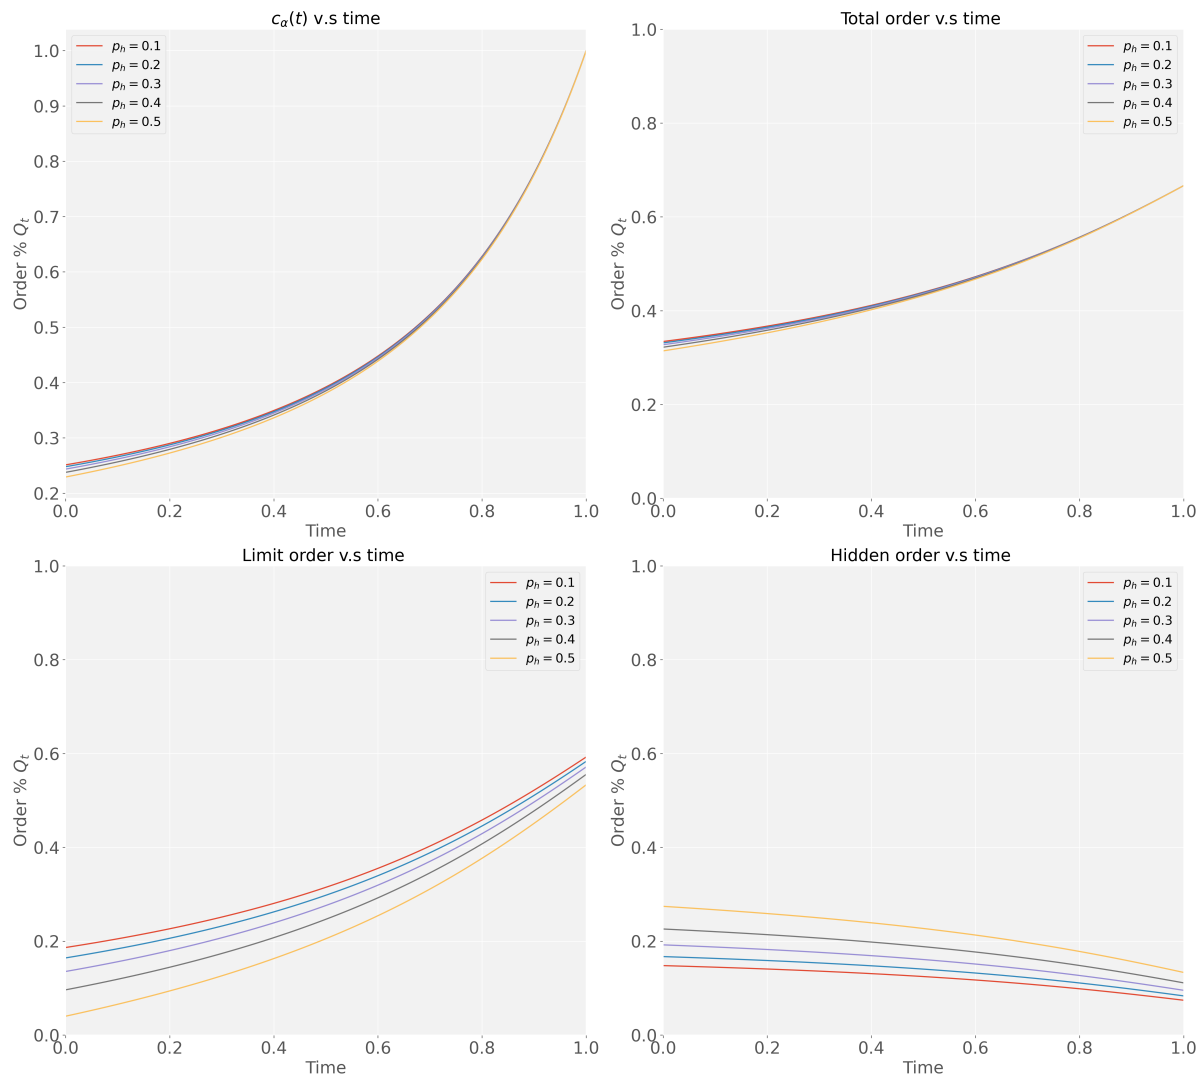 c_α(t) v.s time
1.0
0.9
0.8
0.7
0.6
0.5
0.4
0.3
0.2
Order % Q_t
p_h = 0.1
p_h = 0.2
p_h = 0.3
p_h = 0.4
p_h = 0.5
0.0 0.2 0.4 0.6 0.8 1.0
Time
Total order v.s time
1.0
0.8
0.6
0.4
0.2
0.0
Order % Q_t
p_h = 0.1
p_h = 0.2
p_h = 0.3
p_h = 0.4
p_h = 0.5
0.0 0.2 0.4 0.6 0.8 1.0
Time
Limit order v.s time
1.0
0.8
0.6
0.4
0.2
0.0
Order % Q_t
p_h = 0.1
p_h = 0.2
p_h = 0.3
p_h = 0.4
p_h = 0.5
0.0 0.2 0.4 0.6 0.8 1.0
Time
Hidden order v.s time
1.0
0.8
0.6
0.4
0.2
0.0
Order % Q_t
p_h = 0.1
p_h = 0.2
p_h = 0.3
p_h = 0.4
p_h = 0.5
0.0 0.2 0.4 0.6 0.8 1.0
Time